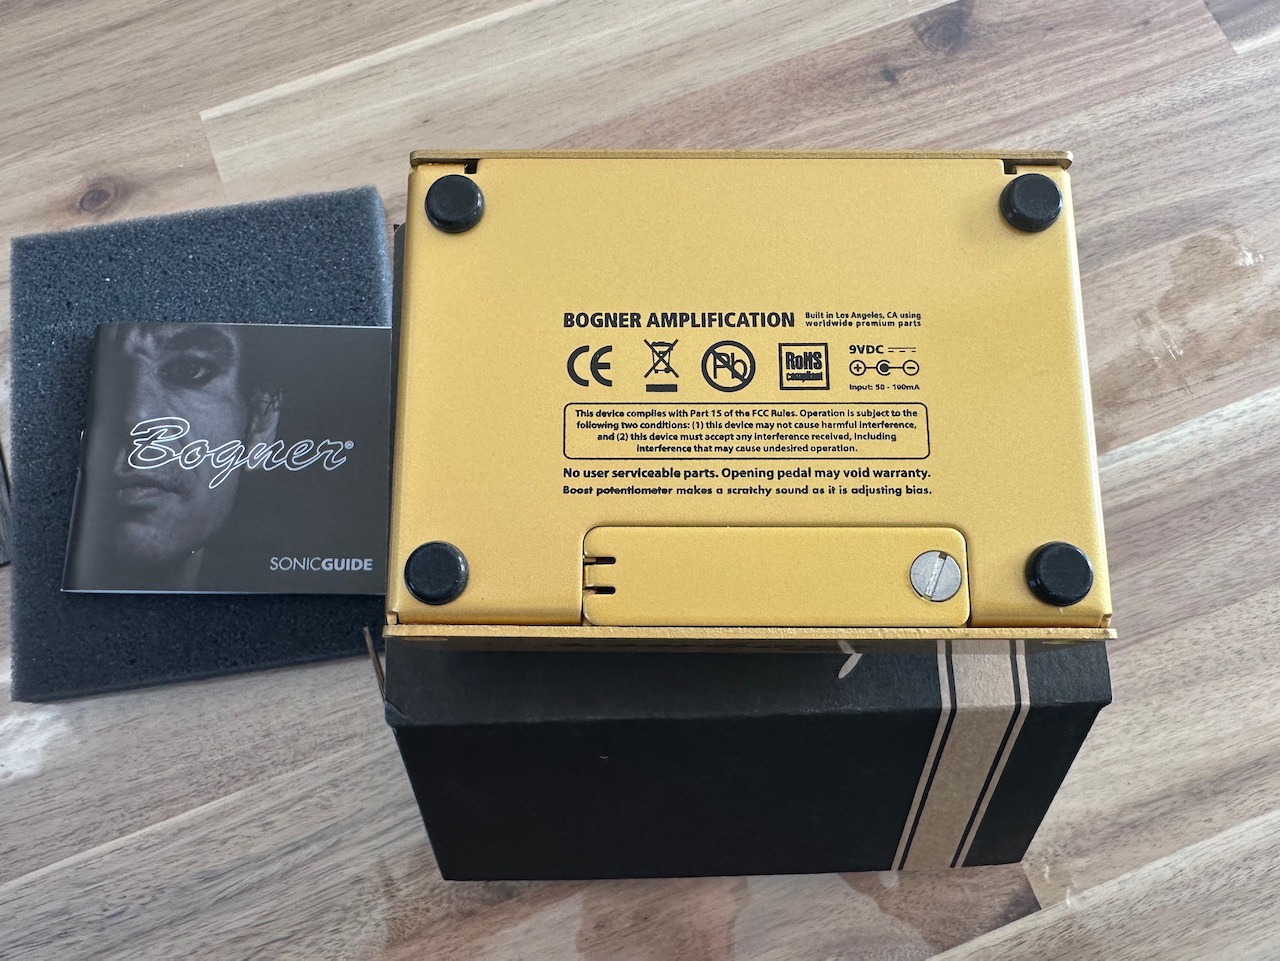 BOGNER AMPLIFICATION Built in Los Angeles, CA using
worldwide premium parts
CE Pb RoHS
compliant
9VDC
Input: 50 - 100mA
This device complies with Part 15 of the FCC Rules. Operation is subject to the
following two conditions: (1) this device may not cause harmful interference,
and (2) this device must accept any interference received, including
interference that may cause undesired operation.
No user serviceable parts. Opening pedal may void warranty.
Boost potentiometer makes a scratchy sound as it is adjusting bias.
Bogner®
SONICGUIDE